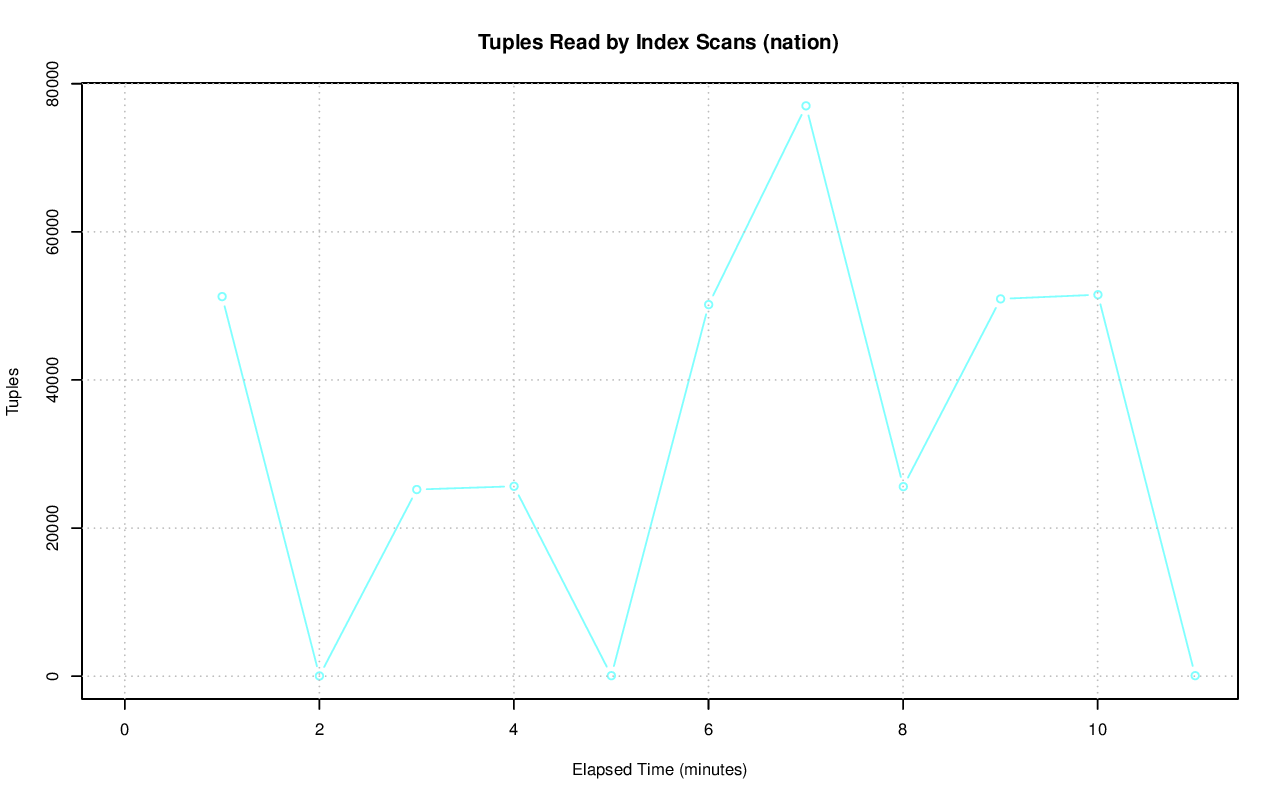 Tuples Read by Index Scans (nation)
80000
60000
40000
20000
0
Tuples
0 2 4 6 8 10
Elapsed Time (minutes)